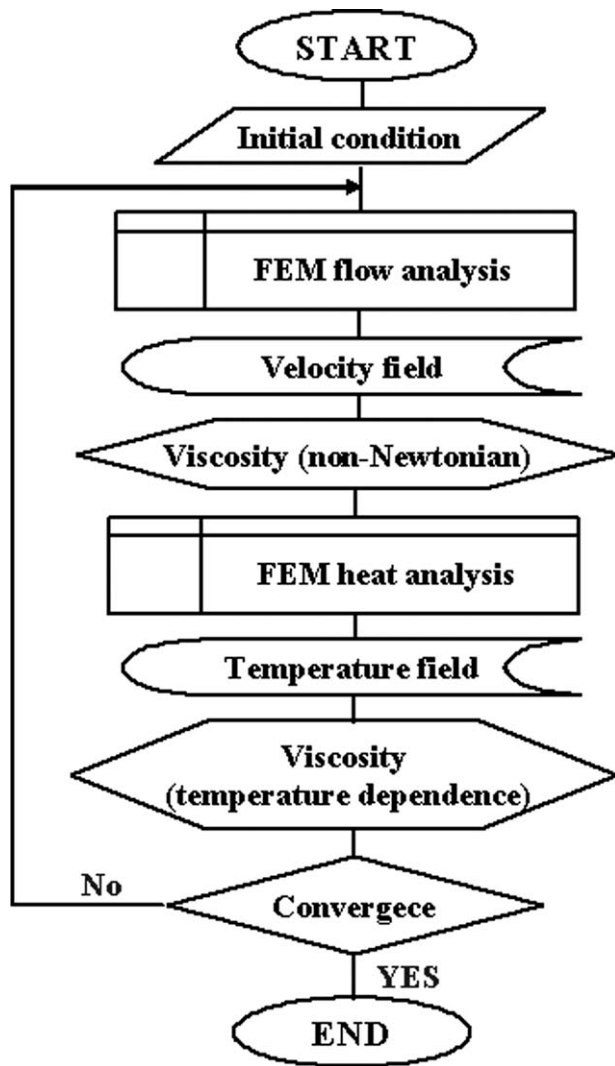 START
Initial condition
FEM flow analysis
Velocity field
Viscosity (non-Newtonian)
FEM heat analysis
Temperature field
Viscosity
(temperature dependence)
No
Convergece
YES
END